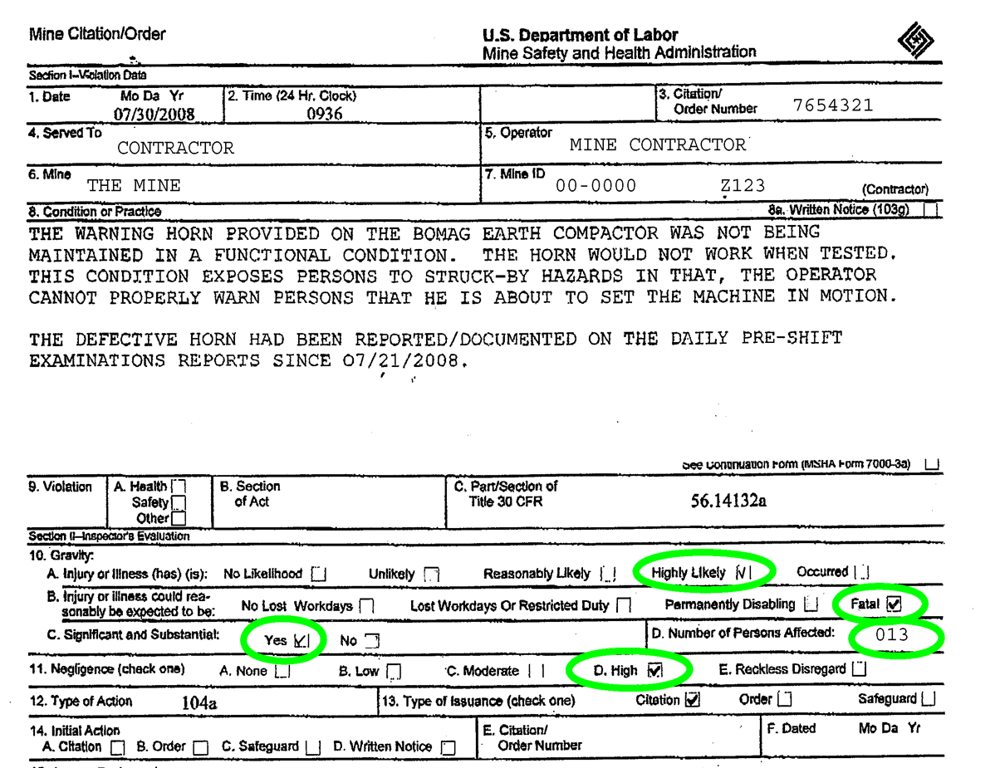 Mine Citation/Order
U.S. Department of Labor
Mine Safety and Health Administration
Section I--Violation Data
1. Date Mo Da Yr 07/30/2008
2. Time (24 Hr. Clock) 0936
3. Citation/ Order Number 7654321
4. Served To CONTRACTOR
5. Operator MINE CONTRACTOR
6. Mine THE MINE
7. Mine ID 00-0000 Z123 (Contractor)
8. Condition or Practice 8a. Written Notice (103g)
THE WARNING HORN PROVIDED ON THE BOMAG EARTH COMPACTOR WAS NOT BEING
MAINTAINED IN A FUNCTIONAL CONDITION. THE HORN WOULD NOT WORK WHEN TESTED.
THIS CONDITION EXPOSES PERSONS TO STRUCK-BY HAZARDS IN THAT, THE OPERATOR
CANNOT PROPERLY WARN PERSONS THAT HE IS ABOUT TO SET THE MACHINE IN MOTION.
THE DEFECTIVE HORN HAD BEEN REPORTED/DOCUMENTED ON THE DAILY PRE-SHIFT
EXAMINATIONS REPORTS SINCE 07/21/2008.
See Continuation Form (MSHA Form 7000-3a)
9. Violation A. Health Safety Other
B. Section of Act
C. Part/Section of Title 30 CFR 56.14132a
Section II--Inspector's Evaluation
10. Gravity:
A. Injury or illness (has) (is): No Likelihood Unlikely Reasonably Likely Highly Likely Occurred
B. Injury or illness could reasonably be expected to be: No Lost Workdays Lost Workdays Or Restricted Duty Permanently Disabling Fatal
C. Significant and Substantial: Yes No D. Number of Persons Affected: 013
11. Negligence (check one) A. None B. Low C. Moderate D. High E. Reckless Disregard
12. Type of Action 104a 13. Type of Issuance (check one) Citation Order Safeguard
14. Initial Action
A. Citation B. Order C. Safeguard D. Written Notice
E. Citation/ Order Number
F. Dated Mo Da Yr